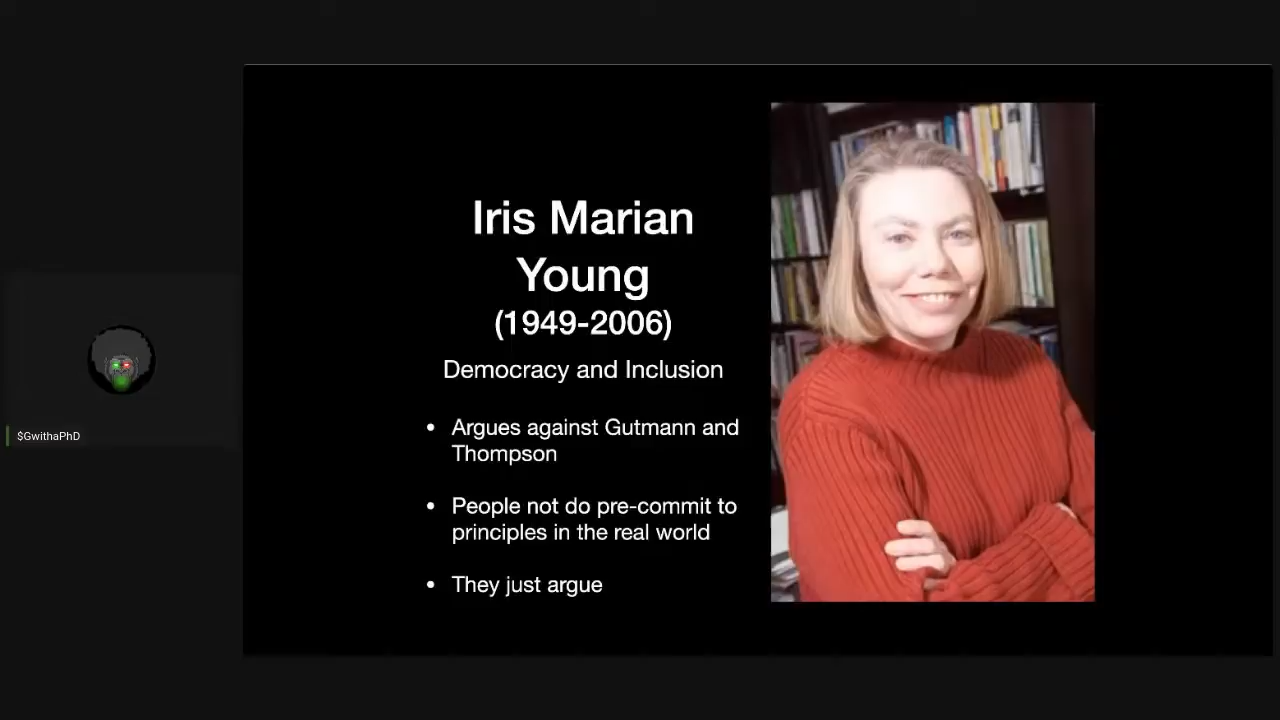 Iris Marian
Young
(1949-2006)
Democracy and Inclusion
• Argues against Gutmann and
Thompson
• People not do pre-commit to
principles in the real world
• They just argue
$GwithaPhD